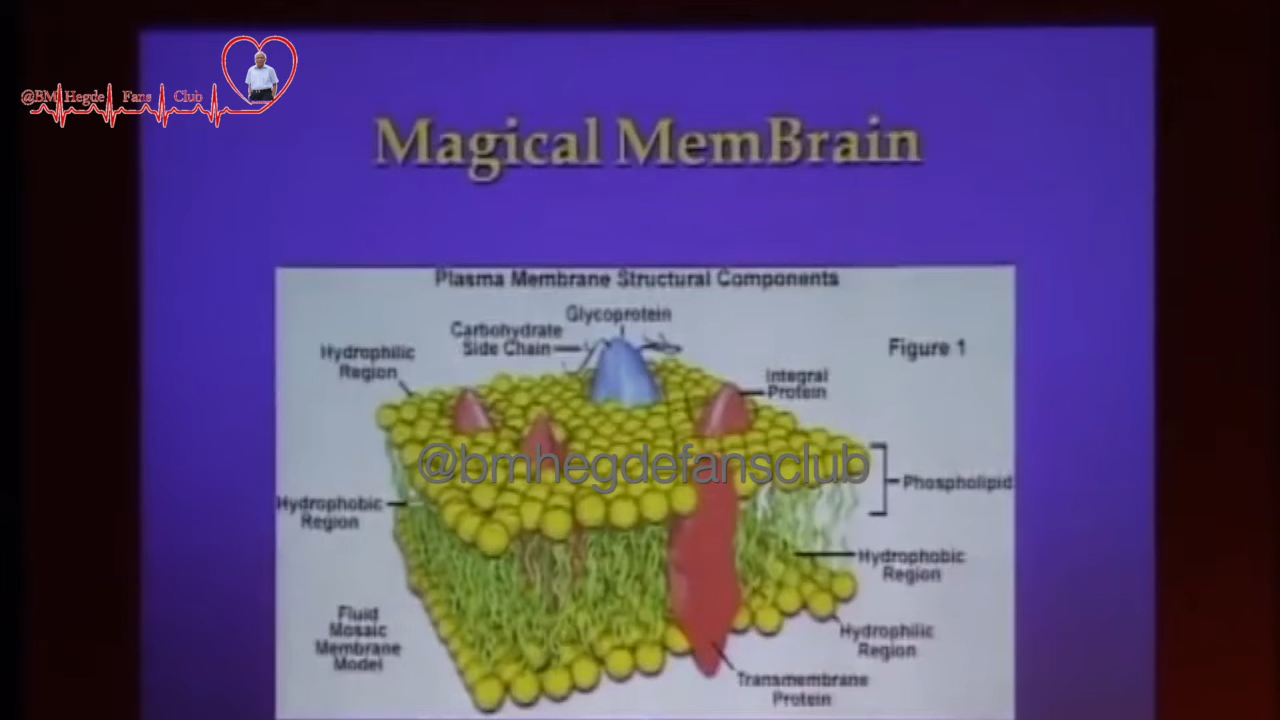 @BM Hegde Fans Club
Magical MemBrain
Plasma Membrane Structural Components
Glycoprotein
Carbohydrate
Side Chain
Hydrophilic
Region
Figure 1
Integral
Protein
@bmhegdefansclub
Phospholipid
Hydrophobic
Region
Hydrophobic
Region
Fluid
Mosaic
Membrane
Model
Hydrophilic
Region
Transmembrane
Protein